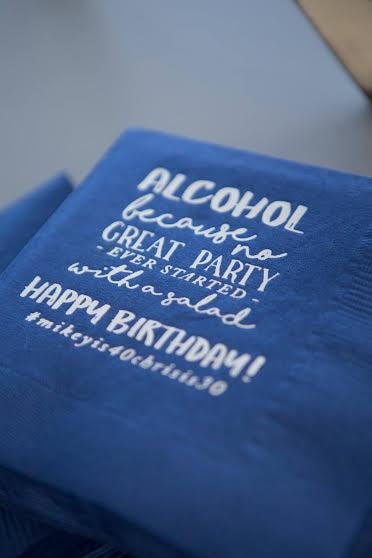 ALCOHOL
because no
GREAT PARTY
- EVER STARTED -
with a salad
HAPPY BIRTHDAY!
#mikeyis40chrisis30